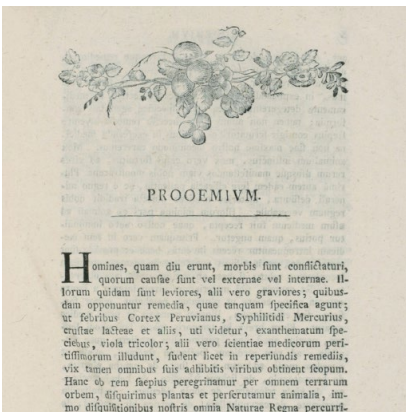 PROOEMIVM.
Homines, quam diu erunt, morbis ſunt conflictaturi,
quorum cauſae ſunt vel externae vel internae. Il-
lorum quidam ſunt leviores, alii vero graviores; quibus-
dam opponuntur remedia, quae tanquam ſpecifica agunt;
ut febribus Cortex Peruvianus, Syphilitidi Mercurius,
cruſtae lacteae et aliis, uti videtur, exanthematum ſpe-
ciebus, viola tricolor; alii vero ſcientiae medicorum peri-
tiſſimorum illudunt, ſudent licet in reperiundis remediis,
vix tamen omnibus ſuis adhibitis viribus obtinent ſcopum.
Hanc ob rem ſaepius peregrinamur per omnem terrarum
orbem, disquirimus plantas et perſcrutamur animalia, im-
mo diſquiſitionibus noſtris omnia Naturae Regna percurri-